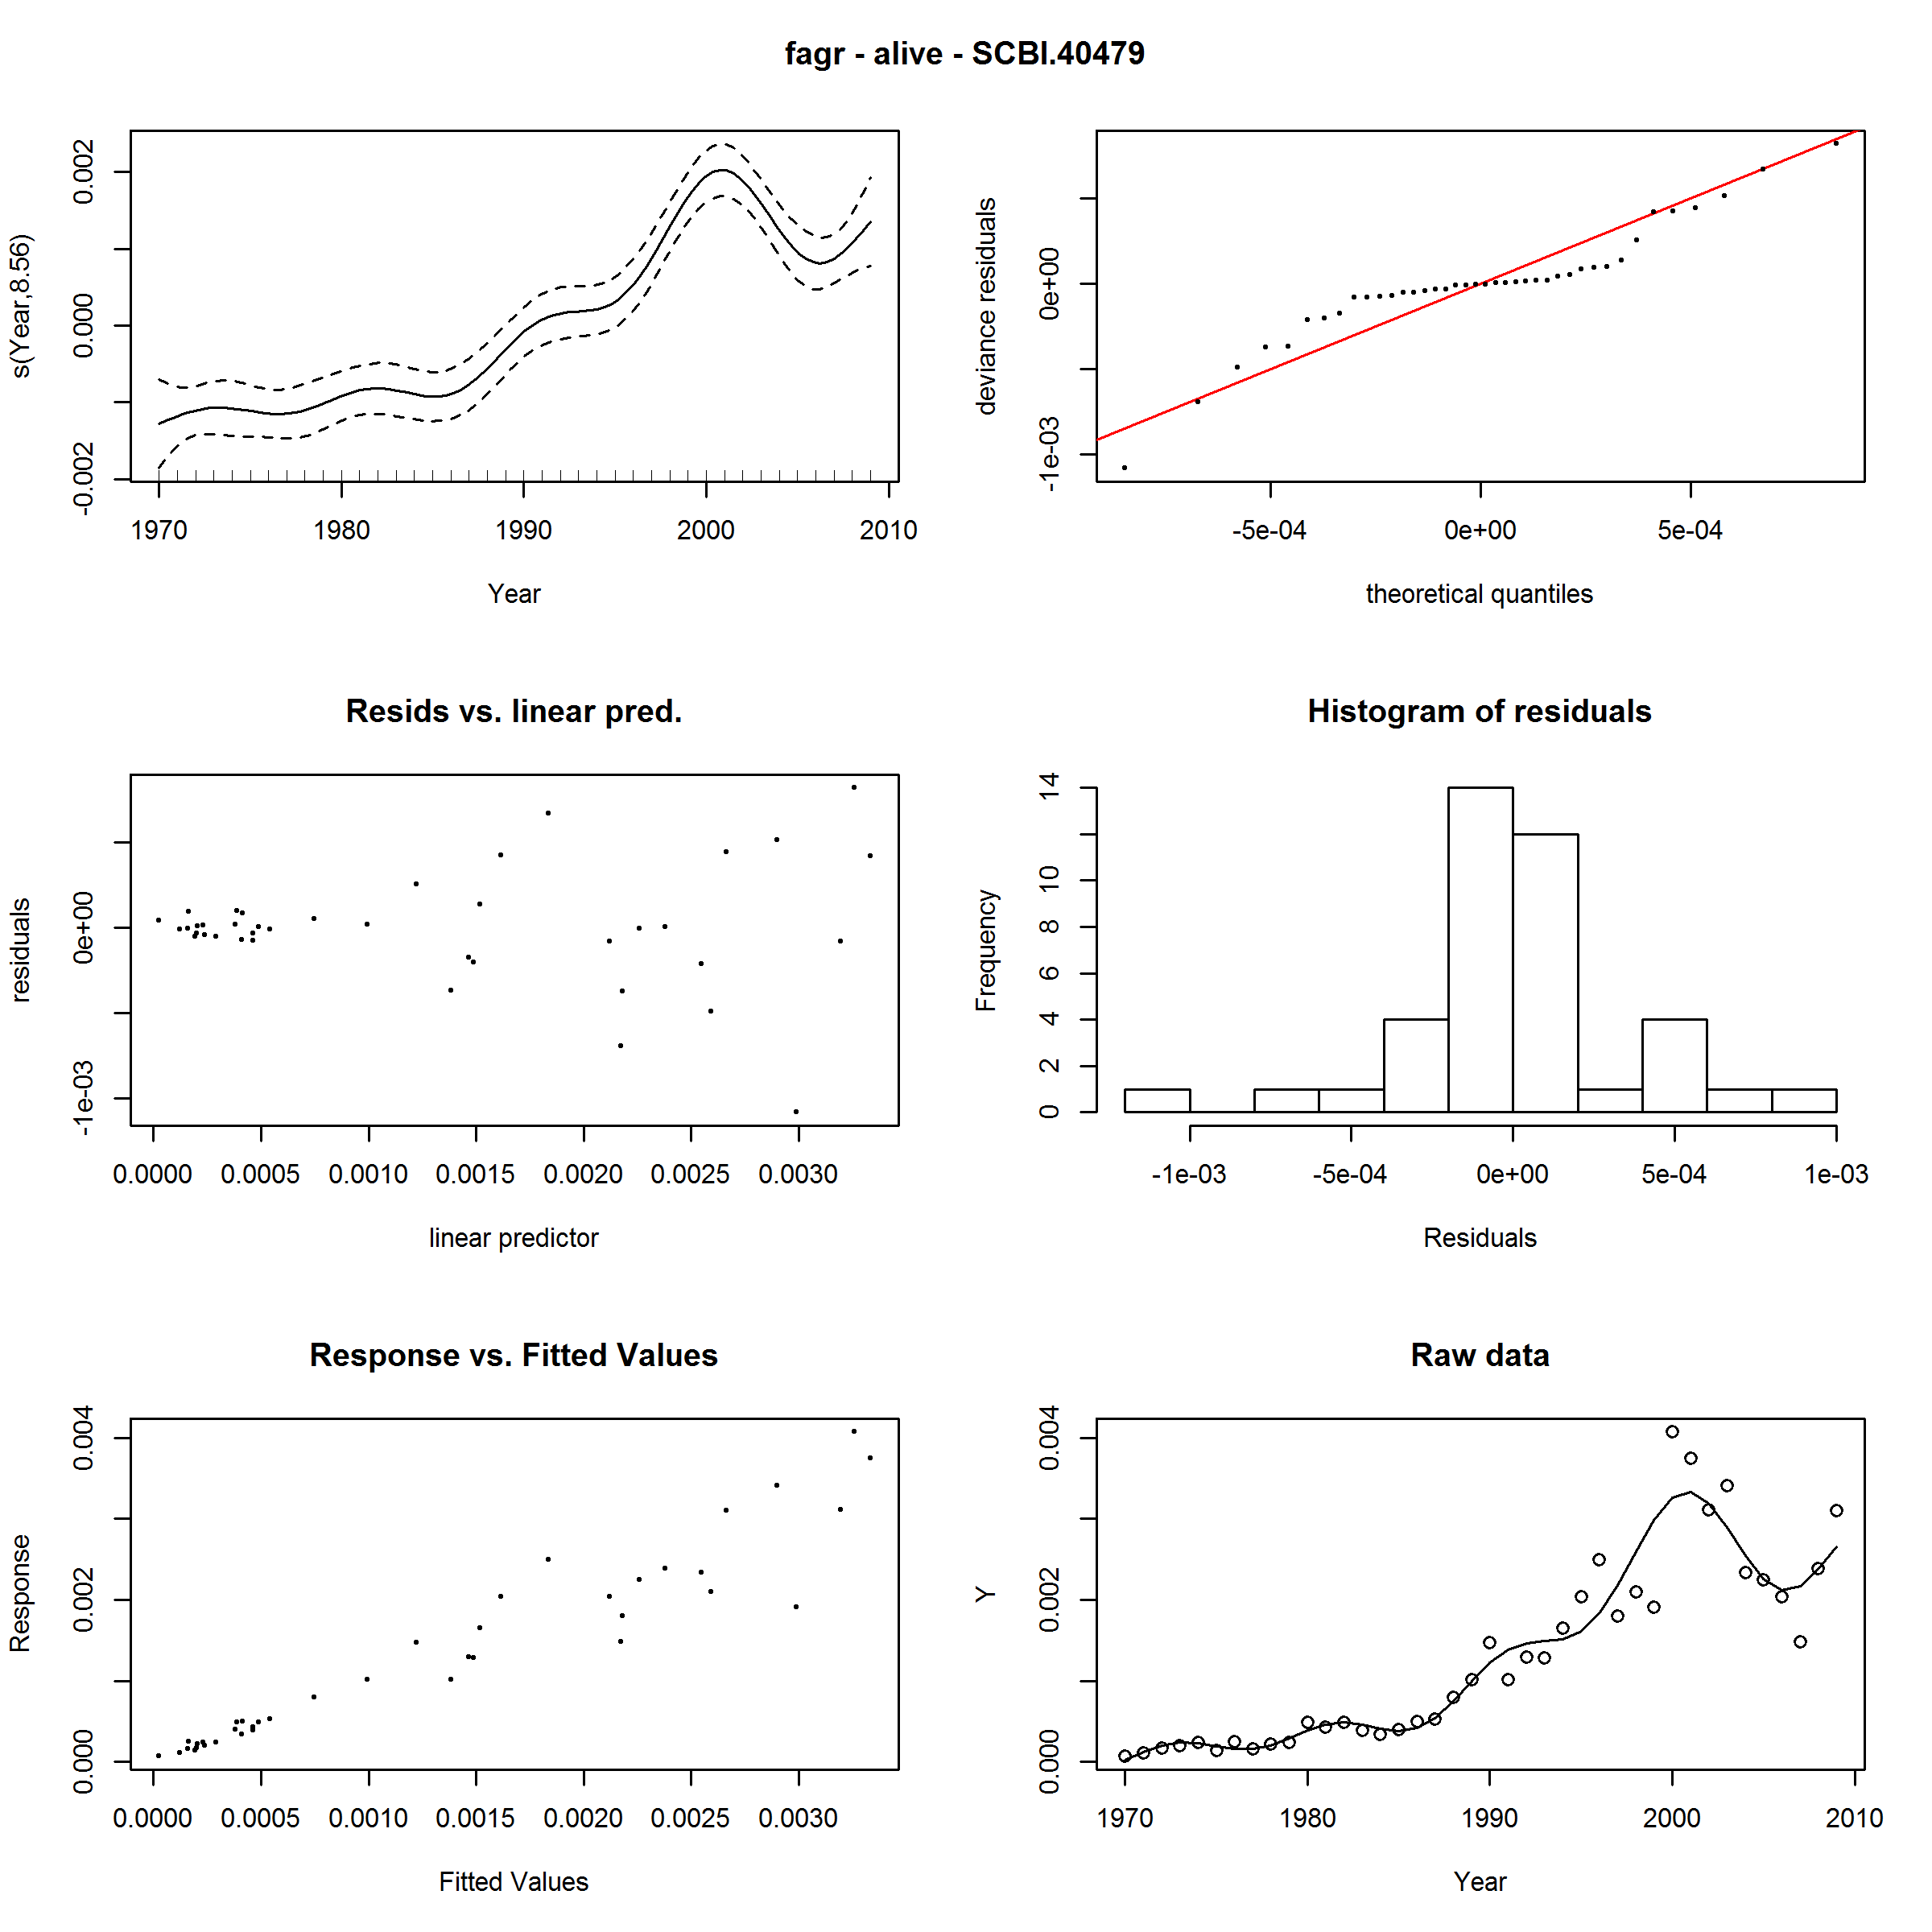 fagr - alive - SCBI.40479
s(Year,8.56)
0.002
0.000
-0.002
1970 1980 1990 2000 2010
Year
deviance residuals
0e+00
-1e-03
-5e-04 0e+00 5e-04
theoretical quantiles
Resids vs. linear pred.
residuals
0e+00
-1e-03
0.0000 0.0005 0.0010 0.0015 0.0020 0.0025 0.0030
linear predictor
Histogram of residuals
Frequency
14
10
8
6
4
2
0
-1e-03 -5e-04 0e+00 5e-04 1e-03
Residuals
Response vs. Fitted Values
Response
0.004
0.002
0.000
0.0000 0.0005 0.0010 0.0015 0.0020 0.0025 0.0030
Fitted Values
Raw data
Y
0.004
0.002
0.000
1970 1980 1990 2000 2010
Year